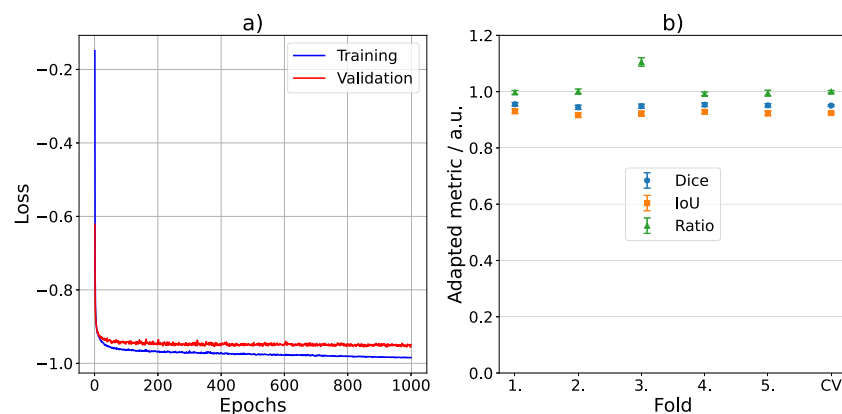 a)
Training
Validation
−0.2
−0.4
−0.6
−0.8
−1.0
Loss
0
200
400
600
800
1000
Epochs
b)
1.2
1.0
0.8
0.6
0.4
0.2
0.0
Adapted metric / a.u.
Dice
IoU
Ratio
1.
2.
3.
4.
5.
CV
Fold